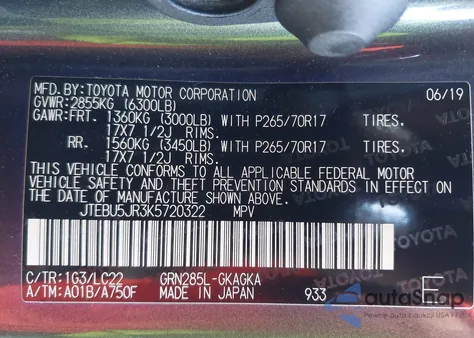 MFD.BY:TOYOTA MOTOR CORPORATION 06/19
GVWR:2855KG (6300LB)
GAWR:FRT. 1360KG (3000LB) WITH P265/70R17 TIRES.
17X7 1/2J RIMS.
RR. 1560KG (3450LB) WITH P265/70R17 TIRES.
17X7 1/2J RIMS.
THIS VEHICLE CONFORMS TO ALL APPLICABLE FEDERAL MOTOR
VEHICLE SAFETY AND THEFT PREVENTION STANDARDS IN EFFECT ON
THE DATE OF MANUFACTURE SHOWN ABOVE.
JTEBU5JR3K5720322 MPV
C/TR:1G3/LC22 GRN285L-GKAGKA
A/TM:A01B/A750F MADE IN JAPAN 933 E
autoAstap